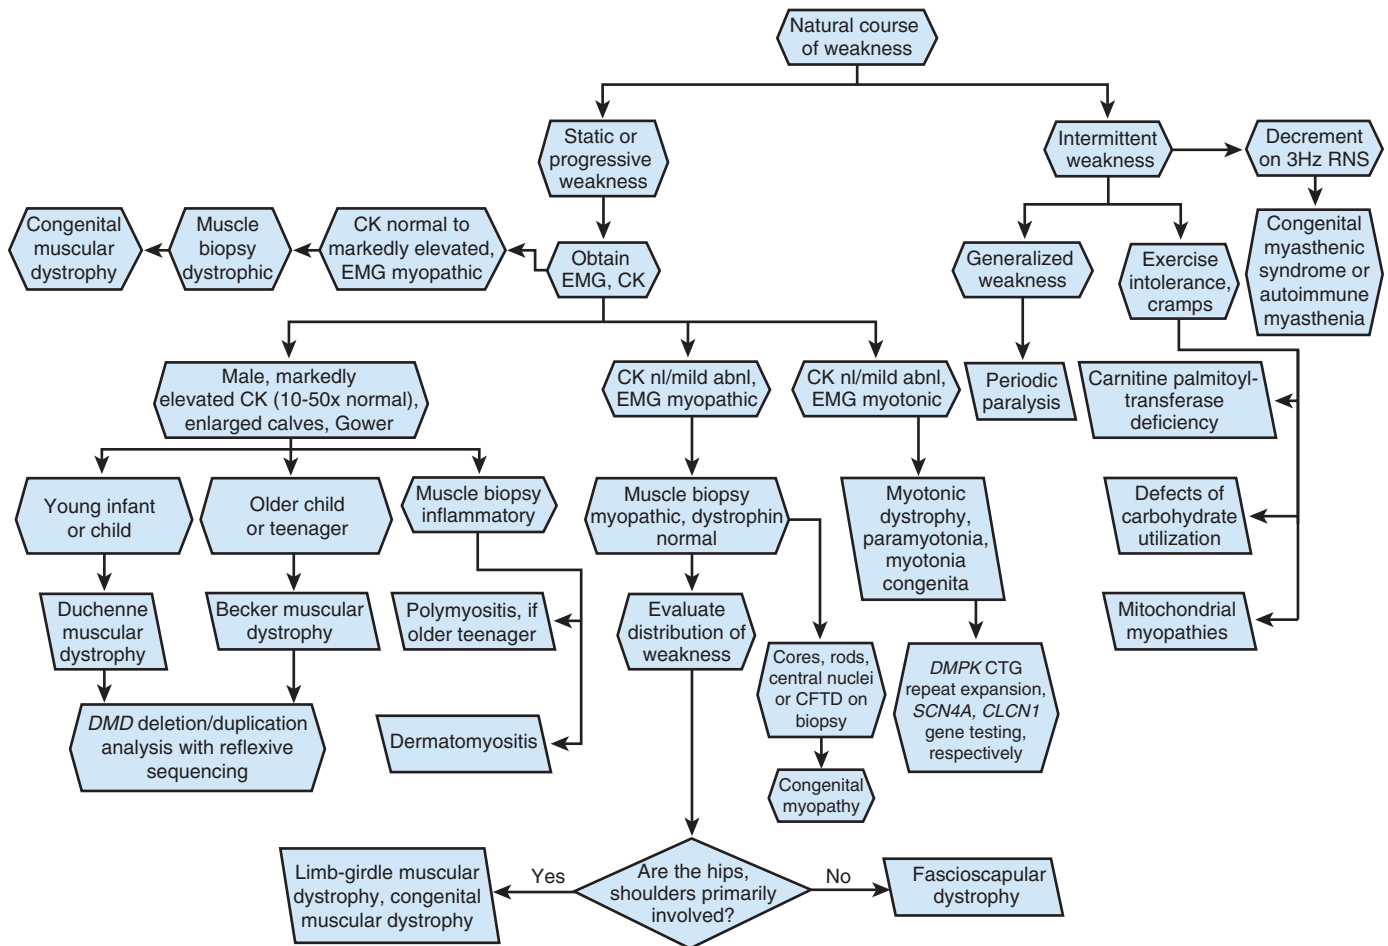 Natural course
of weakness
Static or
progressive
weakness
Intermittent
weakness
Decrement
on 3Hz RNS
Congenital
muscular
dystrophy
Muscle
biopsy
dystrophic
CK normal to
markedly elevated,
EMG myopathic
Obtain
EMG, CK
Generalized
weakness
Exercise
intolerance,
cramps
Congenital
myasthenic
syndrome or
autoimmune
myasthenia
Male, markedly
elevated CK (10-50x normal),
enlarged calves, Gower
CK nl/mild abnl,
EMG myopathic
CK nl/mild abnl,
EMG myotonic
Periodic
paralysis
Carnitine palmitoyl-
transferase
deficiency
Young infant
or child
Older child
or teenager
Muscle biopsy
inflammatory
Muscle biopsy
myopathic, dystrophin
normal
Myotonic
dystrophy,
paramyotonia,
myotonia
congenita
Defects of
carbohydrate
utilization
Duchenne
muscular
dystrophy
Becker muscular
dystrophy
Polymyositis, if
older teenager
Evaluate
distribution of
weakness
Mitochondrial
myopathies
Cores, rods,
central nuclei
or CFTD on
biopsy
DMPK CTG
repeat expansion,
SCN4A, CLCN1
gene testing,
respectively
DMD deletion/duplication
analysis with reflexive
sequencing
Dermatomyositis
Congenital
myopathy
Limb-girdle muscular
dystrophy, congenital
muscular dystrophy
Yes
Are the hips,
shoulders primarily
involved?
No
Fascioscapular
dystrophy